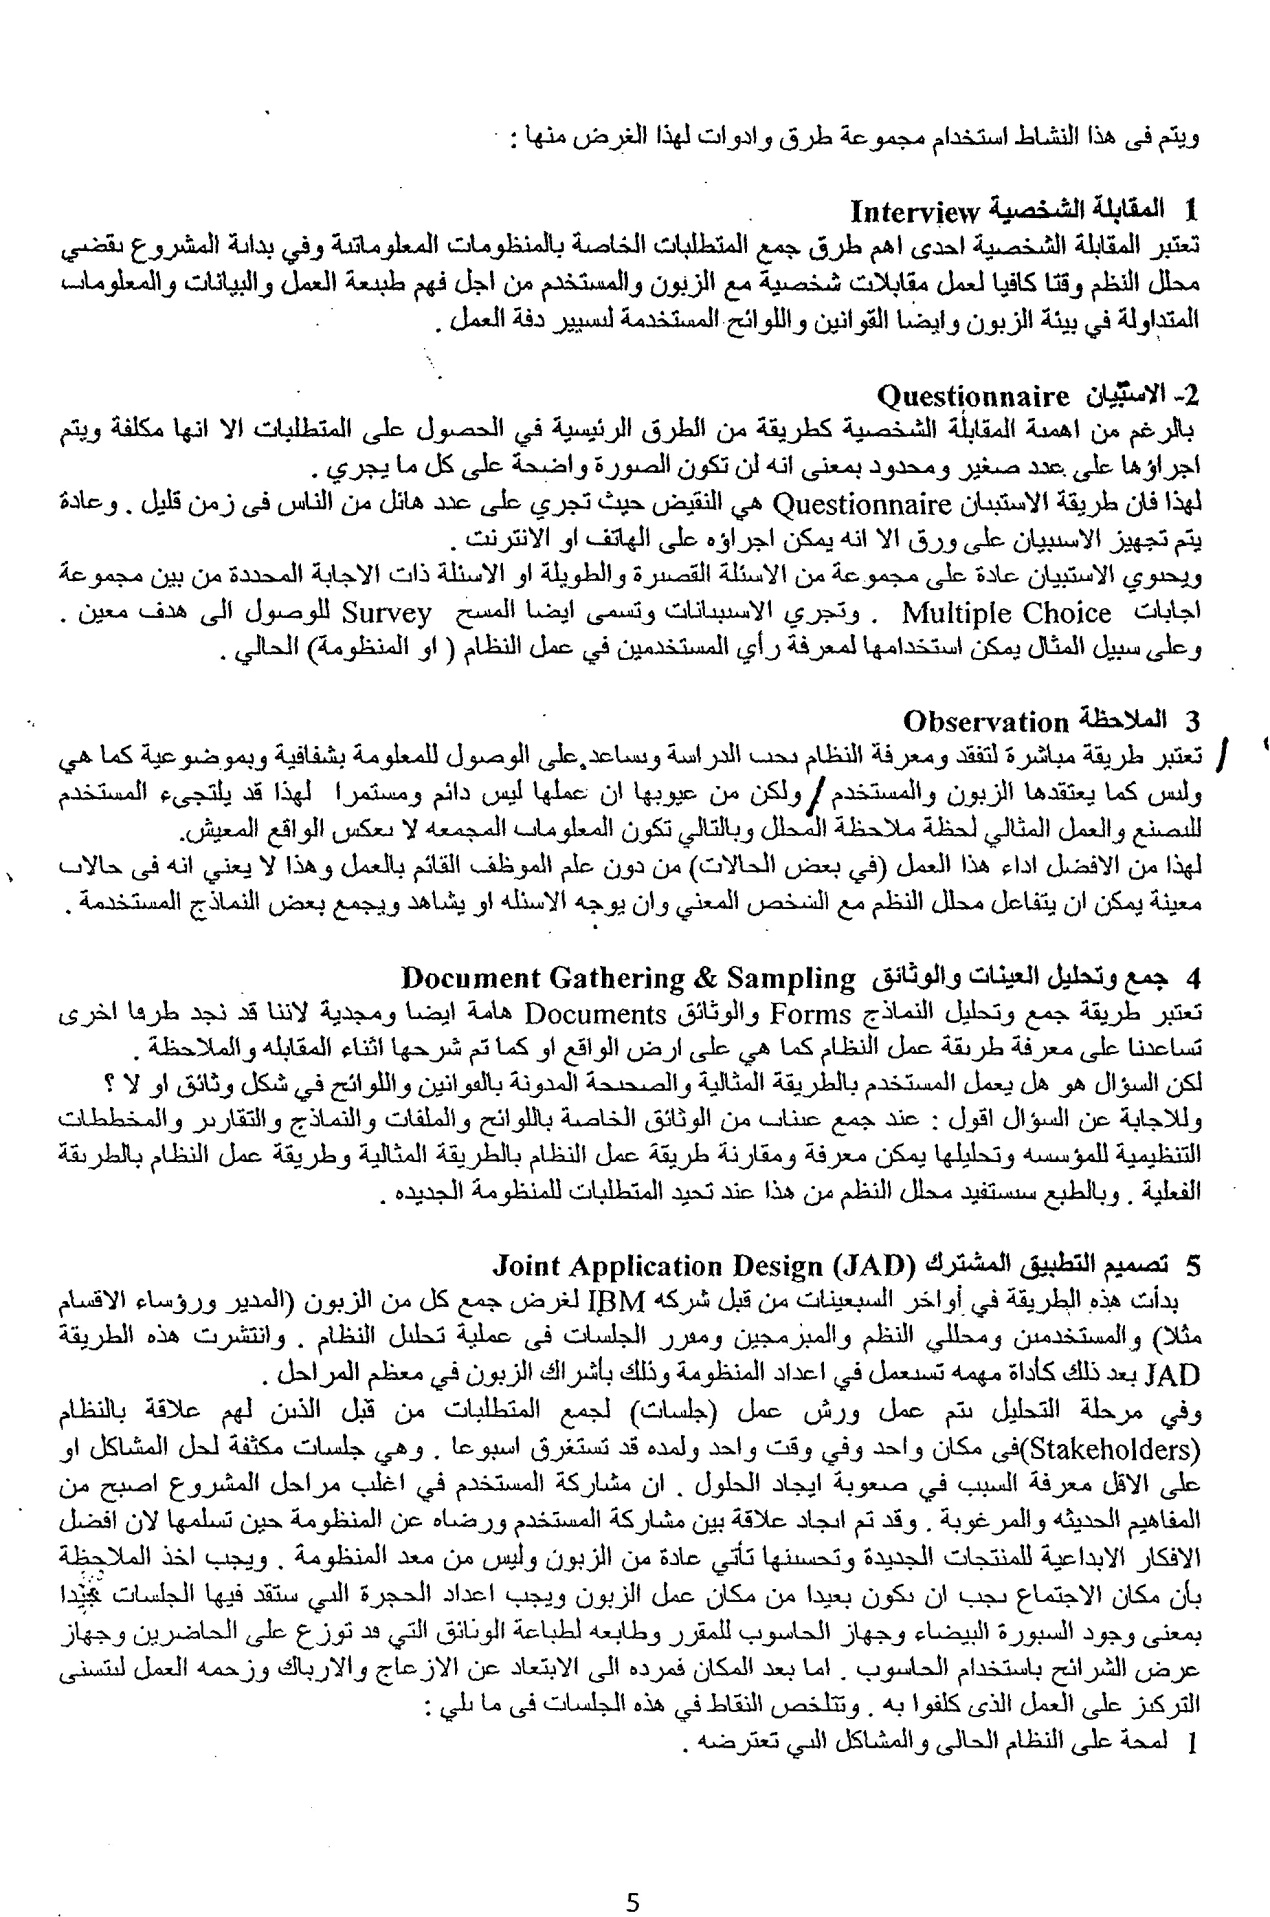 ويتم فى هذا النشاط استخدام مجموعة طرق و ادوات لهذا الغرض منها :
1 المقابلة الشخصية Interview
تعتبر المقابلة الشخصية احدى اهم طرق جمع المتطلبات الخاصة بالمنظومات المعلوماتية وفي بداية المشروع يقضي
محلل النظم وقتا كافيا لعمل مقابلات شخصية مع الزبون والمستخدم من اجل فهم طبيعة العمل و البيانات و المعلومات
المتداولة في بيئة الزبون وايضا القوانين و اللوائح المستخدمة لتسيير دفة العمل .
2- الاستبيان Questionnaire
بالرغم من اهمية المقابلة الشخصية كطريقة من الطرق الرئيسية في الحصول على المتطلبات الا انها مكلفة ويتم
اجراؤها على عدد صغير ومحدود بمعنى انه لن تكون الصورة واضحة على كل ما يجري .
لهذا فان طريقة الاستبيان Questionnaire هي النقيض حيث تجري على عدد هائل من الناس فى زمن قليل . وعادة
يتم تجهيز الاستبيان على ورق الا انه يمكن اجراؤه على الهاتف او الانترنت .
ويحتوي الاستبيان عادة على مجموعة من الاسئلة القصيرة والطويلة او الاسئلة ذات الاجابة المحددة من بين مجموعة
اجابات Multiple Choice . وتجري الاستبيانات وتسمى ايضا المسح Survey للوصول الى هدف معين .
وعلى سبيل المثال يمكن استخدامها لمعرفة رأي المستخدمين في عمل النظام ( او المنظومة) الحالي .
3 الملاحظة Observation
تعتبر طريقة مباشرة لتفقد ومعرفة النظام تحت الدراسة وتساعد على الوصول للمعلومة بشفافية وبموضوعية كما هي
وليس كما يعتقدها الزبون والمستخدم / ولكن من عيوبها ان عملها ليس دائم ومستمرا لهذا قد يلتجىء المستخدم
للتصنع و العمل المثالي لحظة ملاحظة المحلل وبالتالي تكون المعلومات المجمعه لا تعكس الواقع المعيش.
لهذا من الافضل اداء هذا العمل (في بعض الحالات) من دون علم الموظف القائم بالعمل وهذا لا يعني انه فى حالات
معينة يمكن ان يتفاعل محلل النظم مع الشخص المعني وان يوجه الاسئله او يشاهد ويجمع بعض النماذج المستخدمة .
4 جمع وتحليل العينات والوثائق Document Gathering & Sampling
تعتبر طريقة جمع وتحليل النماذج Forms والوثائق Documents هامة ايضا ومجدية لاننا قد نجد طرقا اخرى
تساعدنا على معرفة طريقة عمل النظام كما هي على ارض الواقع او كما تم شرحها اثناء المقابله و الملاحظة .
لكن السؤال هو هل يعمل المستخدم بالطريقة المثالية والصحيحة المدونة بالقوانين و اللوائح في شكل وثائق او لا ؟
وللاجابة عن السؤال اقول : عند جمع عينات من الوثائق الخاصة باللوائح و الملفات و النماذج و التقارير و المخططات
التنظيمية للمؤسسه وتحليلها يمكن معرفة ومقارنة طريقة عمل النظام بالطريقة المثالية وطريقة عمل النظام بالطريقة
الفعلية . وبالطبع سيستفيد محلل النظم من هذا عند تحيد المتطلبات للمنظومة الجديده .
5 تصميم التطبيق المشترك Joint Application Design (JAD)
بدأت هذه الطريقة في أواخر السبعينات من قبل شركه IBM لغرض جمع كل من الزبون (المدير ورؤساء الاقسام
مثلا) و المستخدمين ومحللي النظم والمبرمجين ومقرر الجلسات فى عملية تحليل النظام . وانتشرت هذه الطريقة
JAD بعد ذلك كأداة مهمه تستعمل في اعداد المنظومة وذلك بأشراك الزبون في معظم المراحل .
وفي مرحلة التحليل يتم عمل ورش عمل (جلسات) لجمع المتطلبات من قبل الذين لهم علاقة بالنظام
(Stakeholders)فى مكان واحد وفي وقت واحد ولمده قد تستغرق اسبوعا . وهي جلسات مكثفة لحل المشاكل او
على الاقل معرفة السبب في صعوبة ايجاد الحلول . ان مشاركة المستخدم في اغلب مراحل المشروع اصبح من
المفاهيم الحديثه و المرغوبة . وقد تم ايجاد علاقة بين مشاركة المستخدم ورضاه عن المنظومة حين تسلمها لان افضل
الافكار الابداعية للمنتجات الجديدة وتحسينها تأتي عادة من الزبون وليس من معد المنظومة . ويجب اخذ الملاحظة
بأن مكان الاجتماع يجب ان يكون بعيدا من مكان عمل الزبون ويجب اعداد الحجرة التي ستقد فيها الجلسات جيدا
بمعنى وجود السبورة البيضاء وجهاز الحاسوب للمقرر وطابعه لطباعة الوثائق التي قد توزع على الحاضرين وجهاز
عرض الشرائح باستخدام الحاسوب . اما بعد المكان فمرده الى الابتعاد عن الازعاج والارباك وزحمه العمل ليتسنى
التركيز على العمل الذى كلفوا به . وتتلخص النقاط في هذه الجلسات فى ما يلي :
1 لمحة على النظام الحالى والمشاكل التي تعترضه .
5